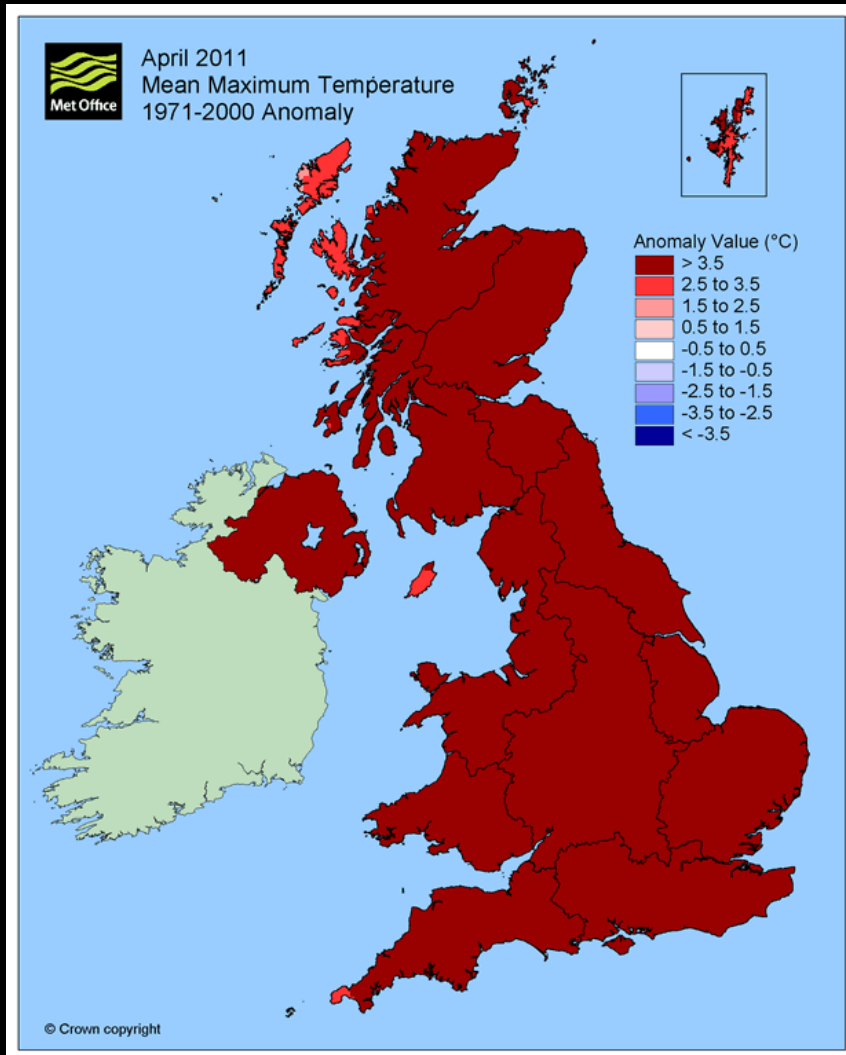 Met Office
April 2011
Mean Maximum Temperature
1971-2000 Anomaly
Anomaly Value (°C)
> 3.5
2.5 to 3.5
1.5 to 2.5
0.5 to 1.5
-0.5 to 0.5
-1.5 to -0.5
-2.5 to -1.5
-3.5 to -2.5
< -3.5
© Crown copyright